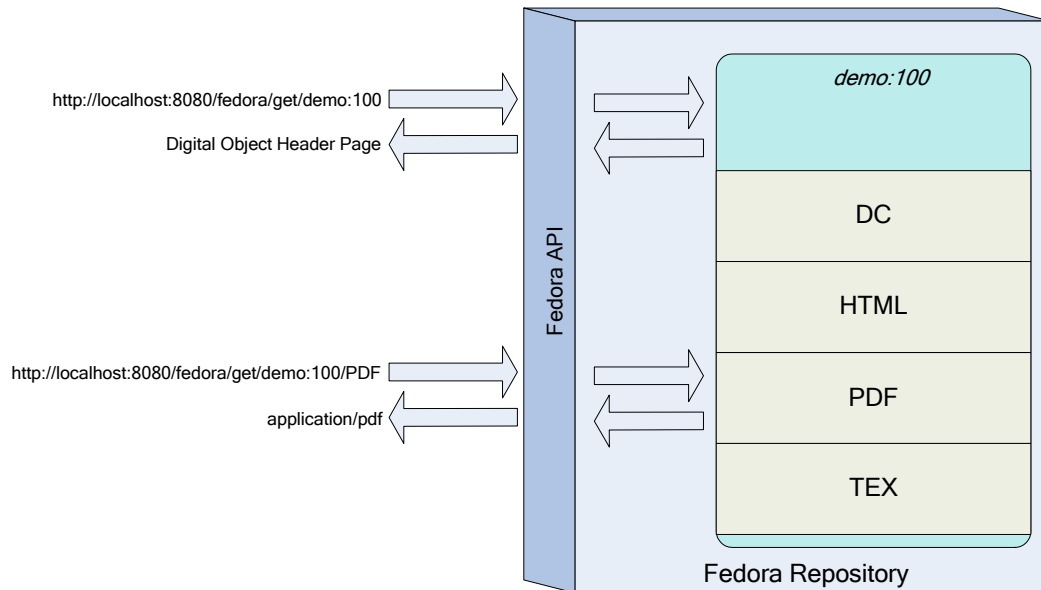 demo:100
http://localhost:8080/fedora/get/demo:100
Digital Object Header Page
DC
Fedora API
HTML
http://localhost:8080/fedora/get/demo:100/PDF
application/pdf
PDF
TEX
Fedora Repository